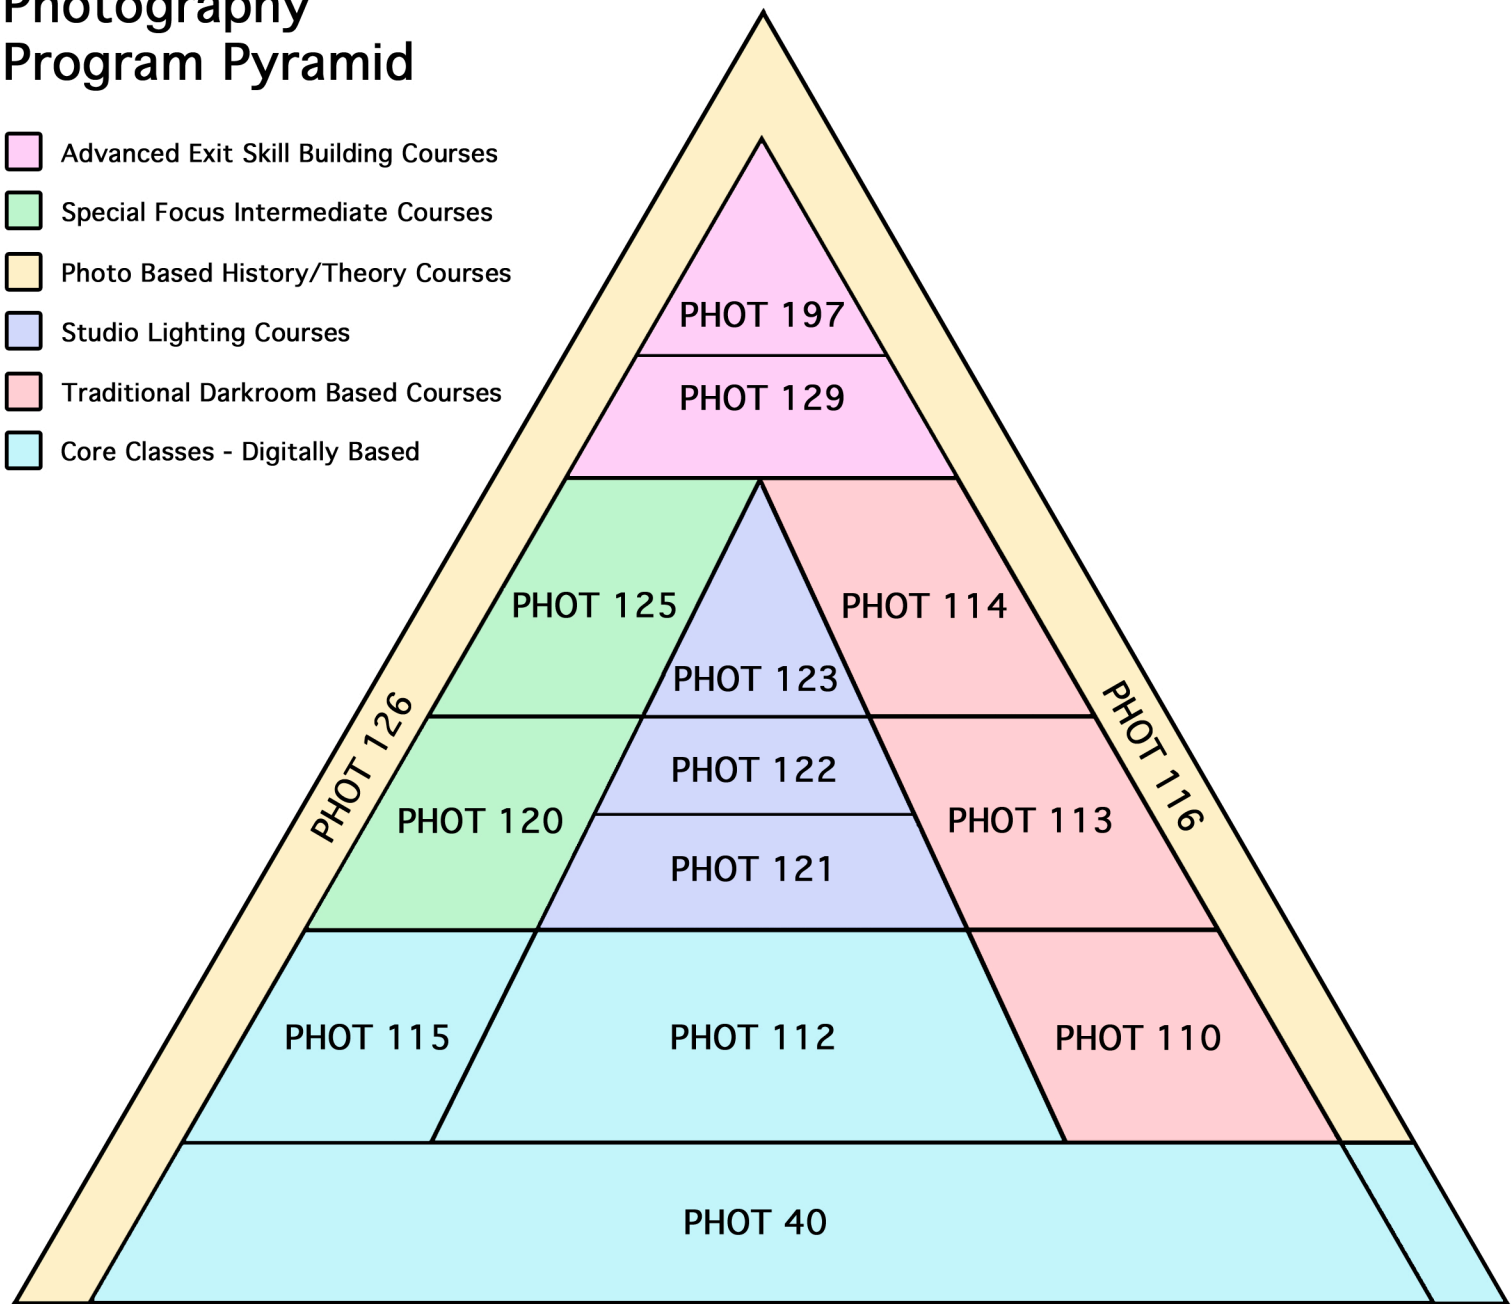 Photography
Program Pyramid
Advanced Exit Skill Building Courses
Special Focus Intermediate Courses
Photo Based History/Theory Courses
Studio Lighting Courses
Traditional Darkroom Based Courses
Core Classes - Digitally Based
PHOT 197
PHOT 129
PHOT 125
PHOT 114
PHOT 123
PHOT 126
PHOT 116
PHOT 122
PHOT 120
PHOT 113
PHOT 121
PHOT 115
PHOT 112
PHOT 110
PHOT 40